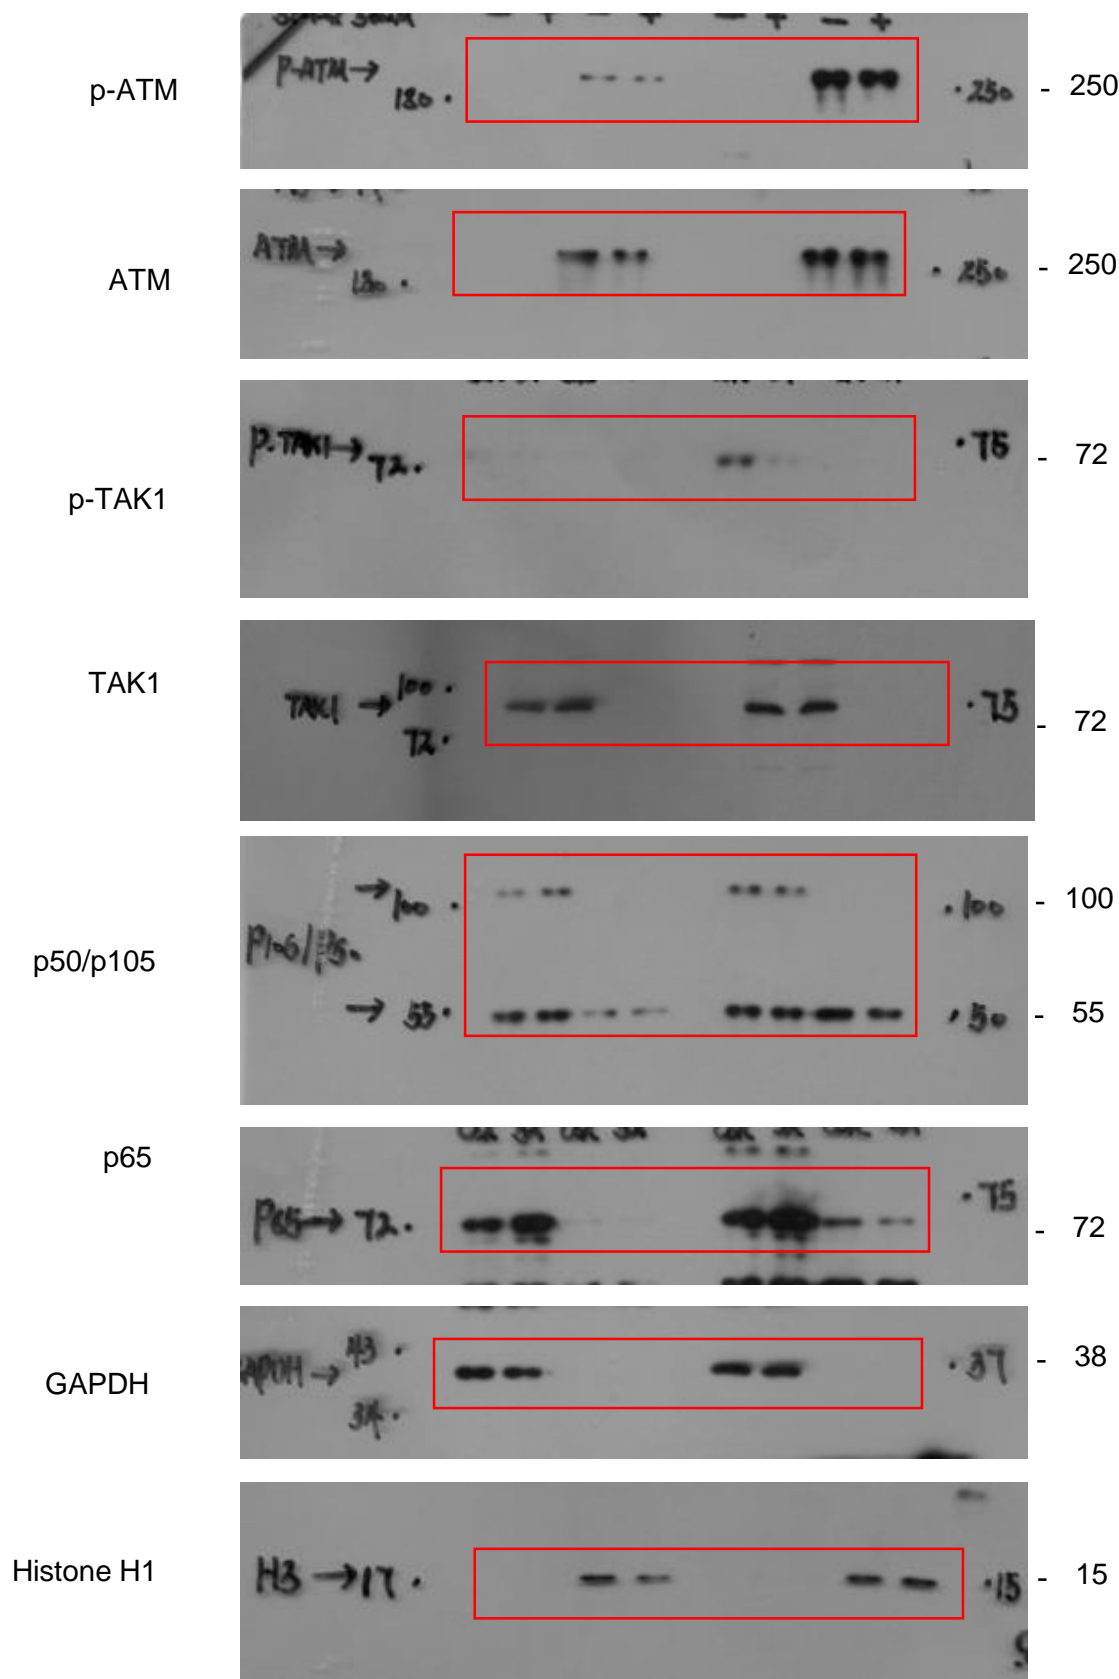 - + - + - + - +
p-ATM
P-ATM→
180 ·
· 250
- 250
ATM
ATM→
180 ·
· 250
- 250
p-TAK1
P-TAK1→ 72 ·
· 75
- 72
TAK1
TAK1 → 100 ·
72 ·
· 75
- 72
p50/p105
→ 100 ·
· 100
- 100
P105/P50
→ 55 ·
· 50
- 55
p65
P65→ 72 ·
· 75
- 72
GAPDH
GAPDH → 43 ·
34 ·
· 37
- 38
Histone H1
H3 →17 ·
· 15
- 15